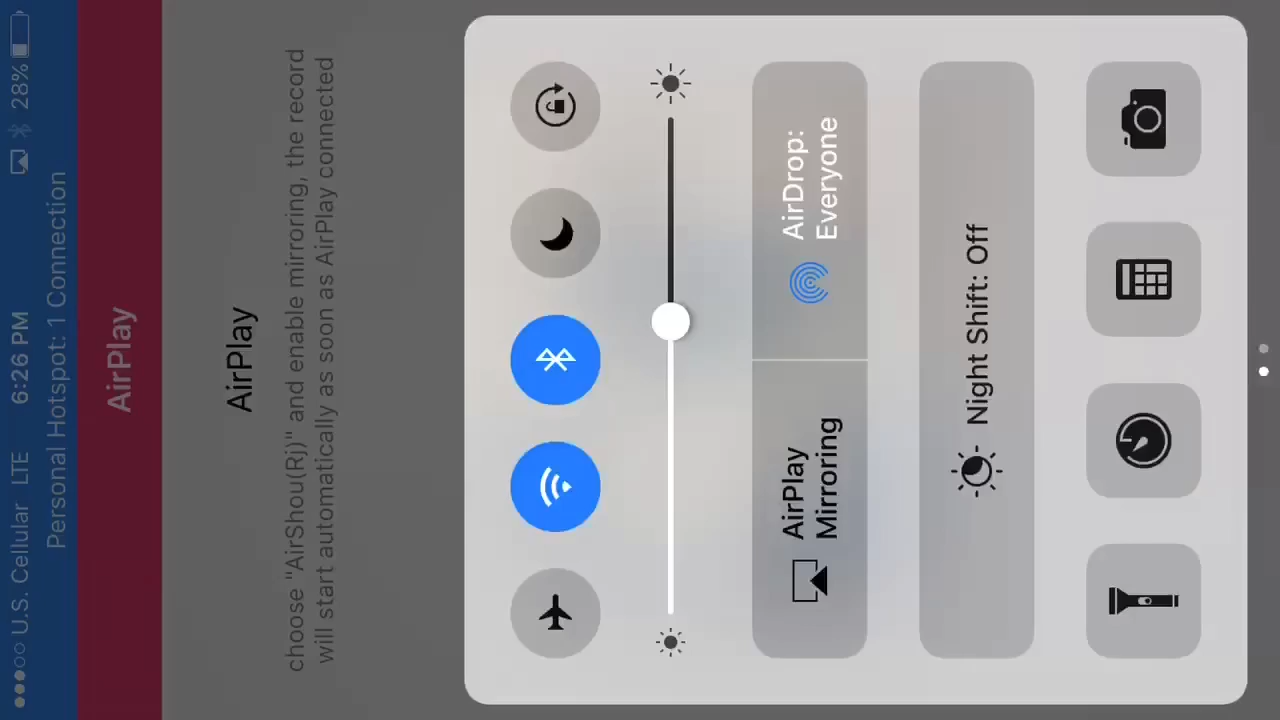 ●●●○○ U.S. Cellular LTE 6:26 PM 28%
Personal Hotspot: 1 Connection
AirPlay
AirPlay
choose "AirShou(Rj)" and enable mirroring, the record
will start automatically as soon as AirPlay connected
AirPlay
Mirroring
AirDrop:
Everyone
Night Shift: Off